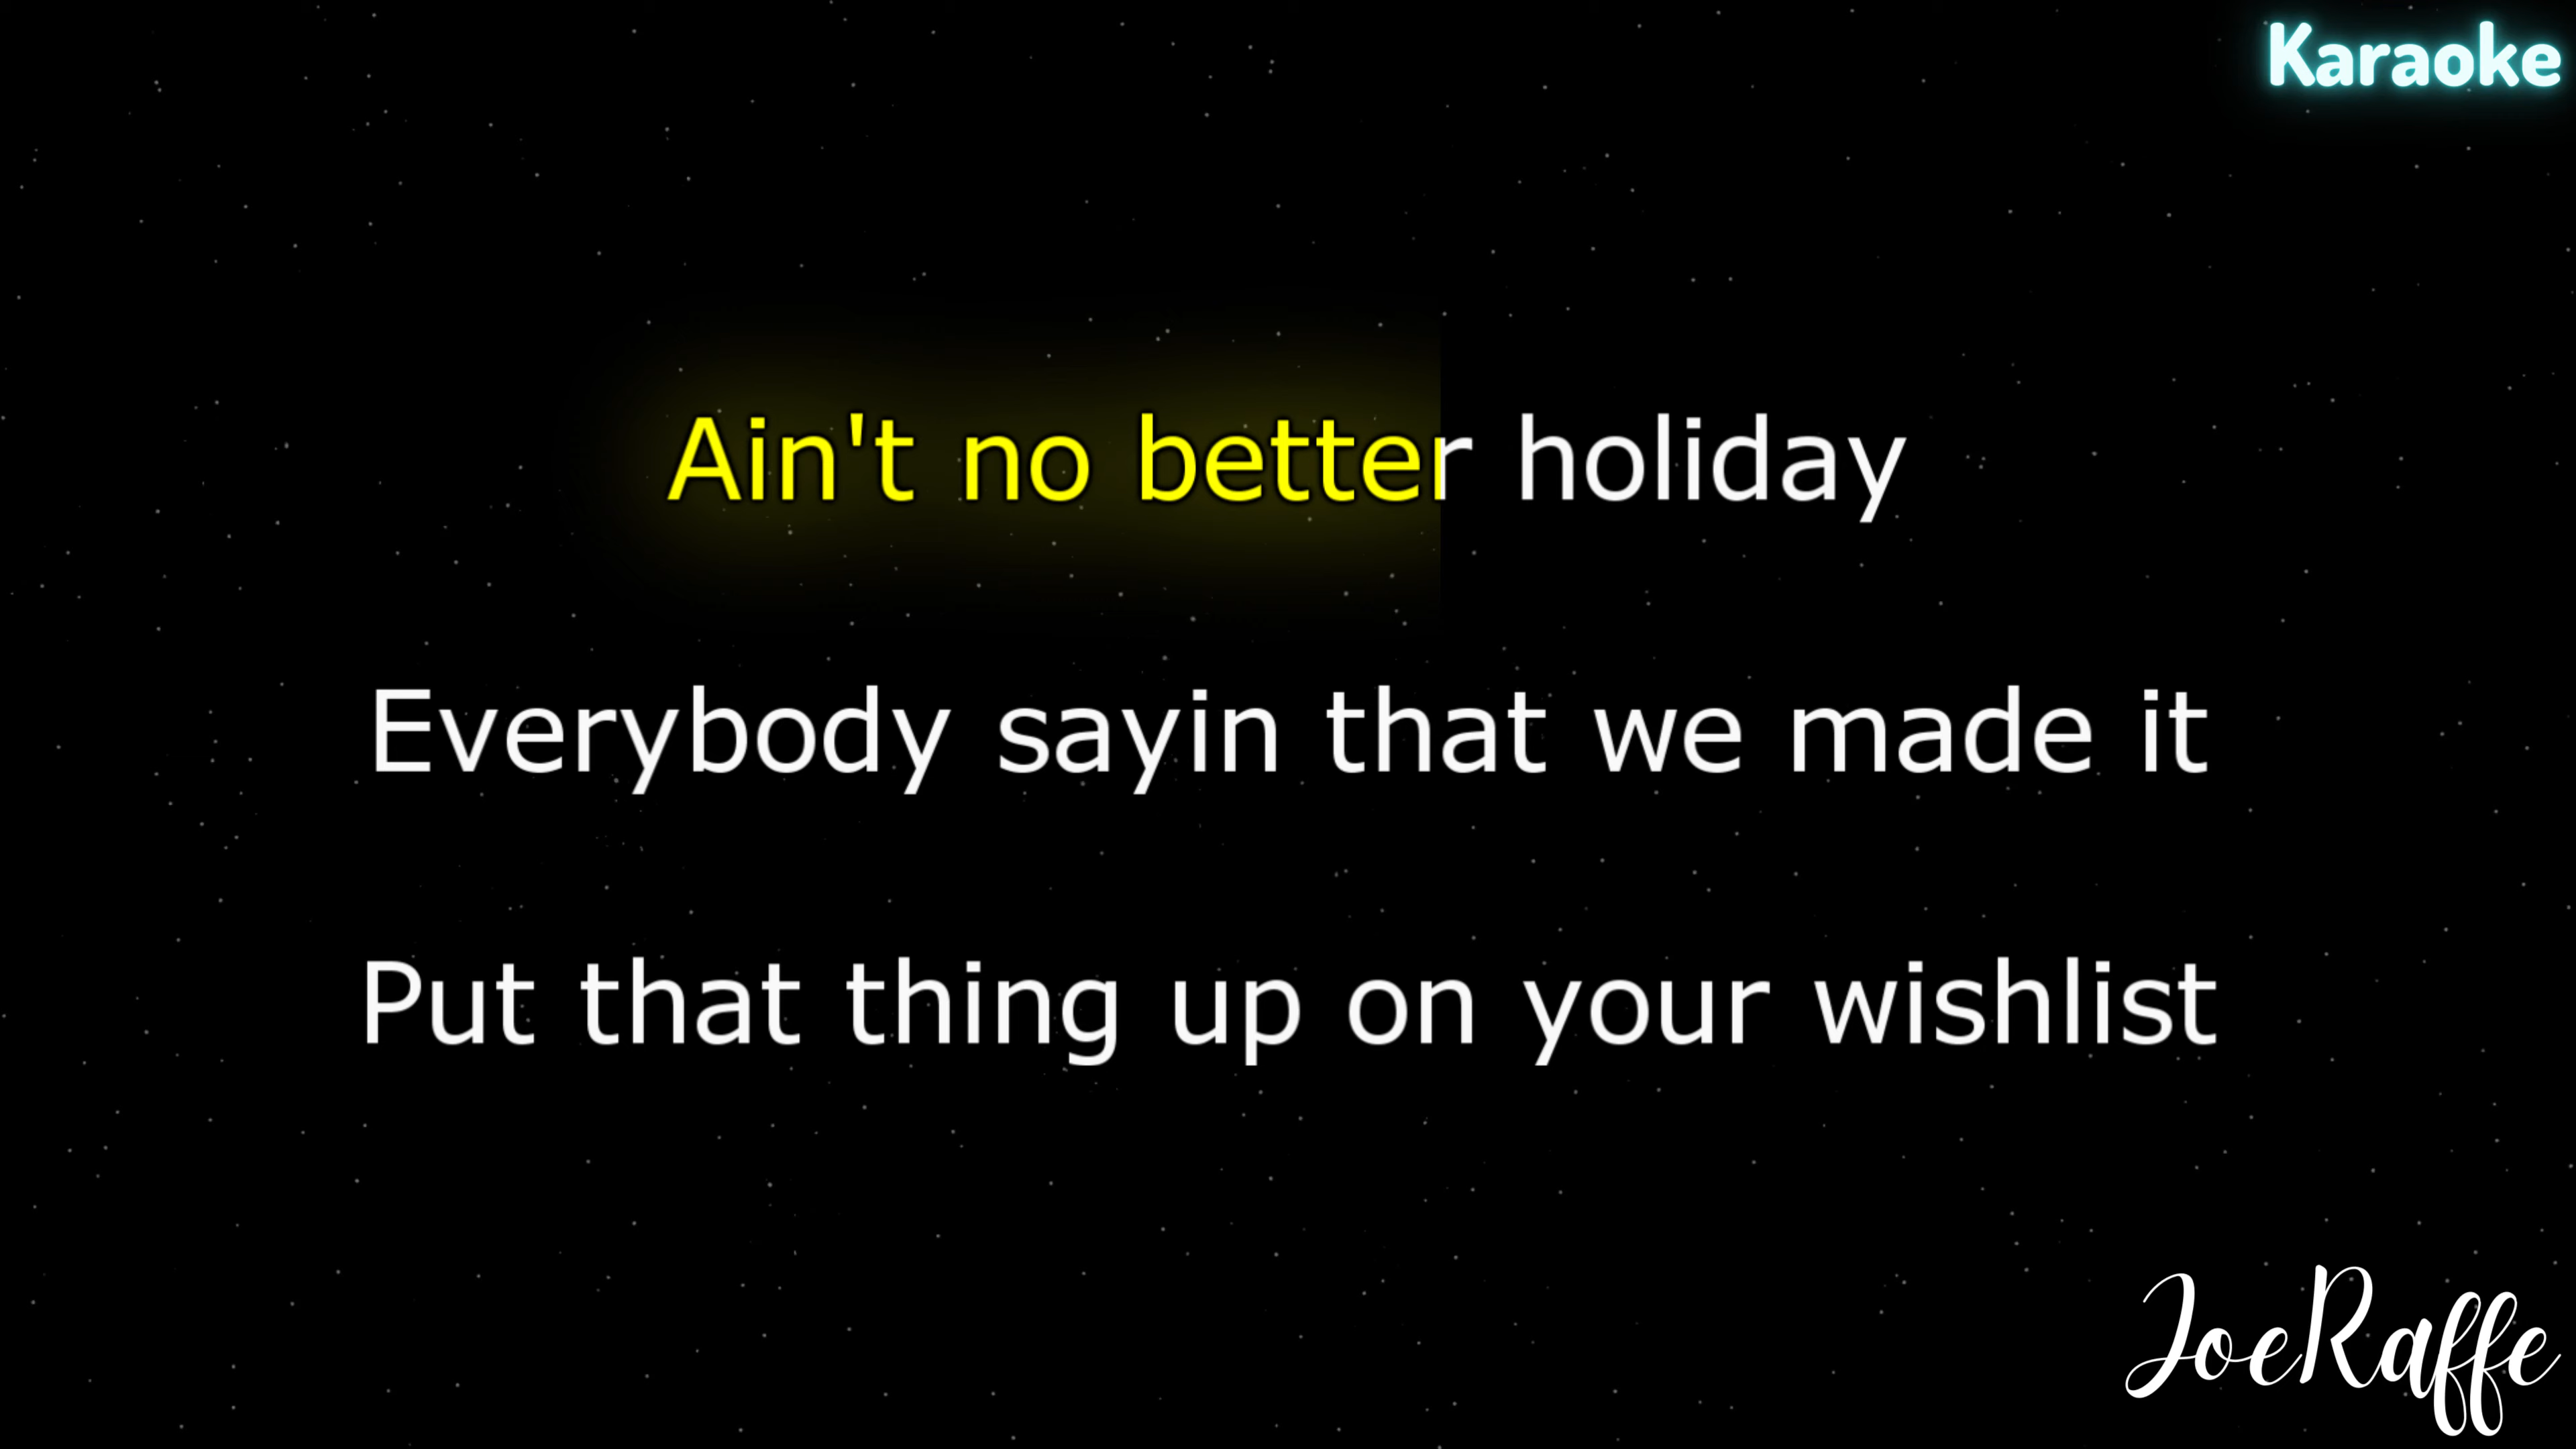 Karaoke
Ain't no better holiday
Everybody sayin that we made it
Put that thing up on your wishlist
JoeRaffe